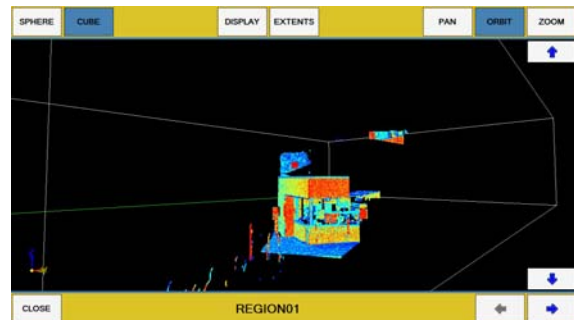 SPHERE CUBE DISPLAY EXTENTS PAN ORBIT ZOOM
CLOSE REGION01